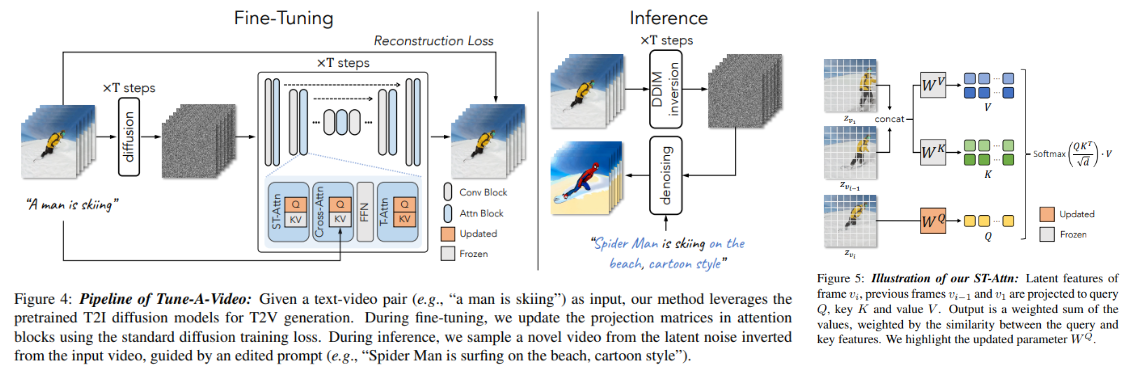 Fine-Tuning
Reconstruction Loss
×T steps
×T steps
diffusion
"A man is skiing"
ST-Attn
Q
KV
Cross-Attn
Q
KV
FFN
T-Attn
Q
KV
Conv Block
Attn Block
Updated
Frozen
Inference
×T steps
DDIM
inversion
denoising
"Spider Man is skiing on the
beach, cartoon style"
Figure 4: Pipeline of Tune-A-Video: Given a text-video pair (e.g., “a man is skiing”) as input, our method leverages the
pretrained T2I diffusion models for T2V generation. During fine-tuning, we update the projection matrices in attention
blocks using the standard diffusion training loss. During inference, we sample a novel video from the latent noise inverted
from the input video, guided by an edited prompt (e.g., “Spider Man is surfing on the beach, cartoon style”).
z_{v_i}
concat
z_{v_{i-1}}
z_{v_i}
W^V
V
W^K
K
W^Q
Q
Softmax (QK^T / √d) · V
Updated
Frozen
Figure 5: Illustration of our ST-Attn: Latent features of
frame v_i, previous frames v_{i−1} and v_1 are projected to query
Q, key K and value V. Output is a weighted sum of the
values, weighted by the similarity between the query and
key features. We highlight the updated parameter W^Q.